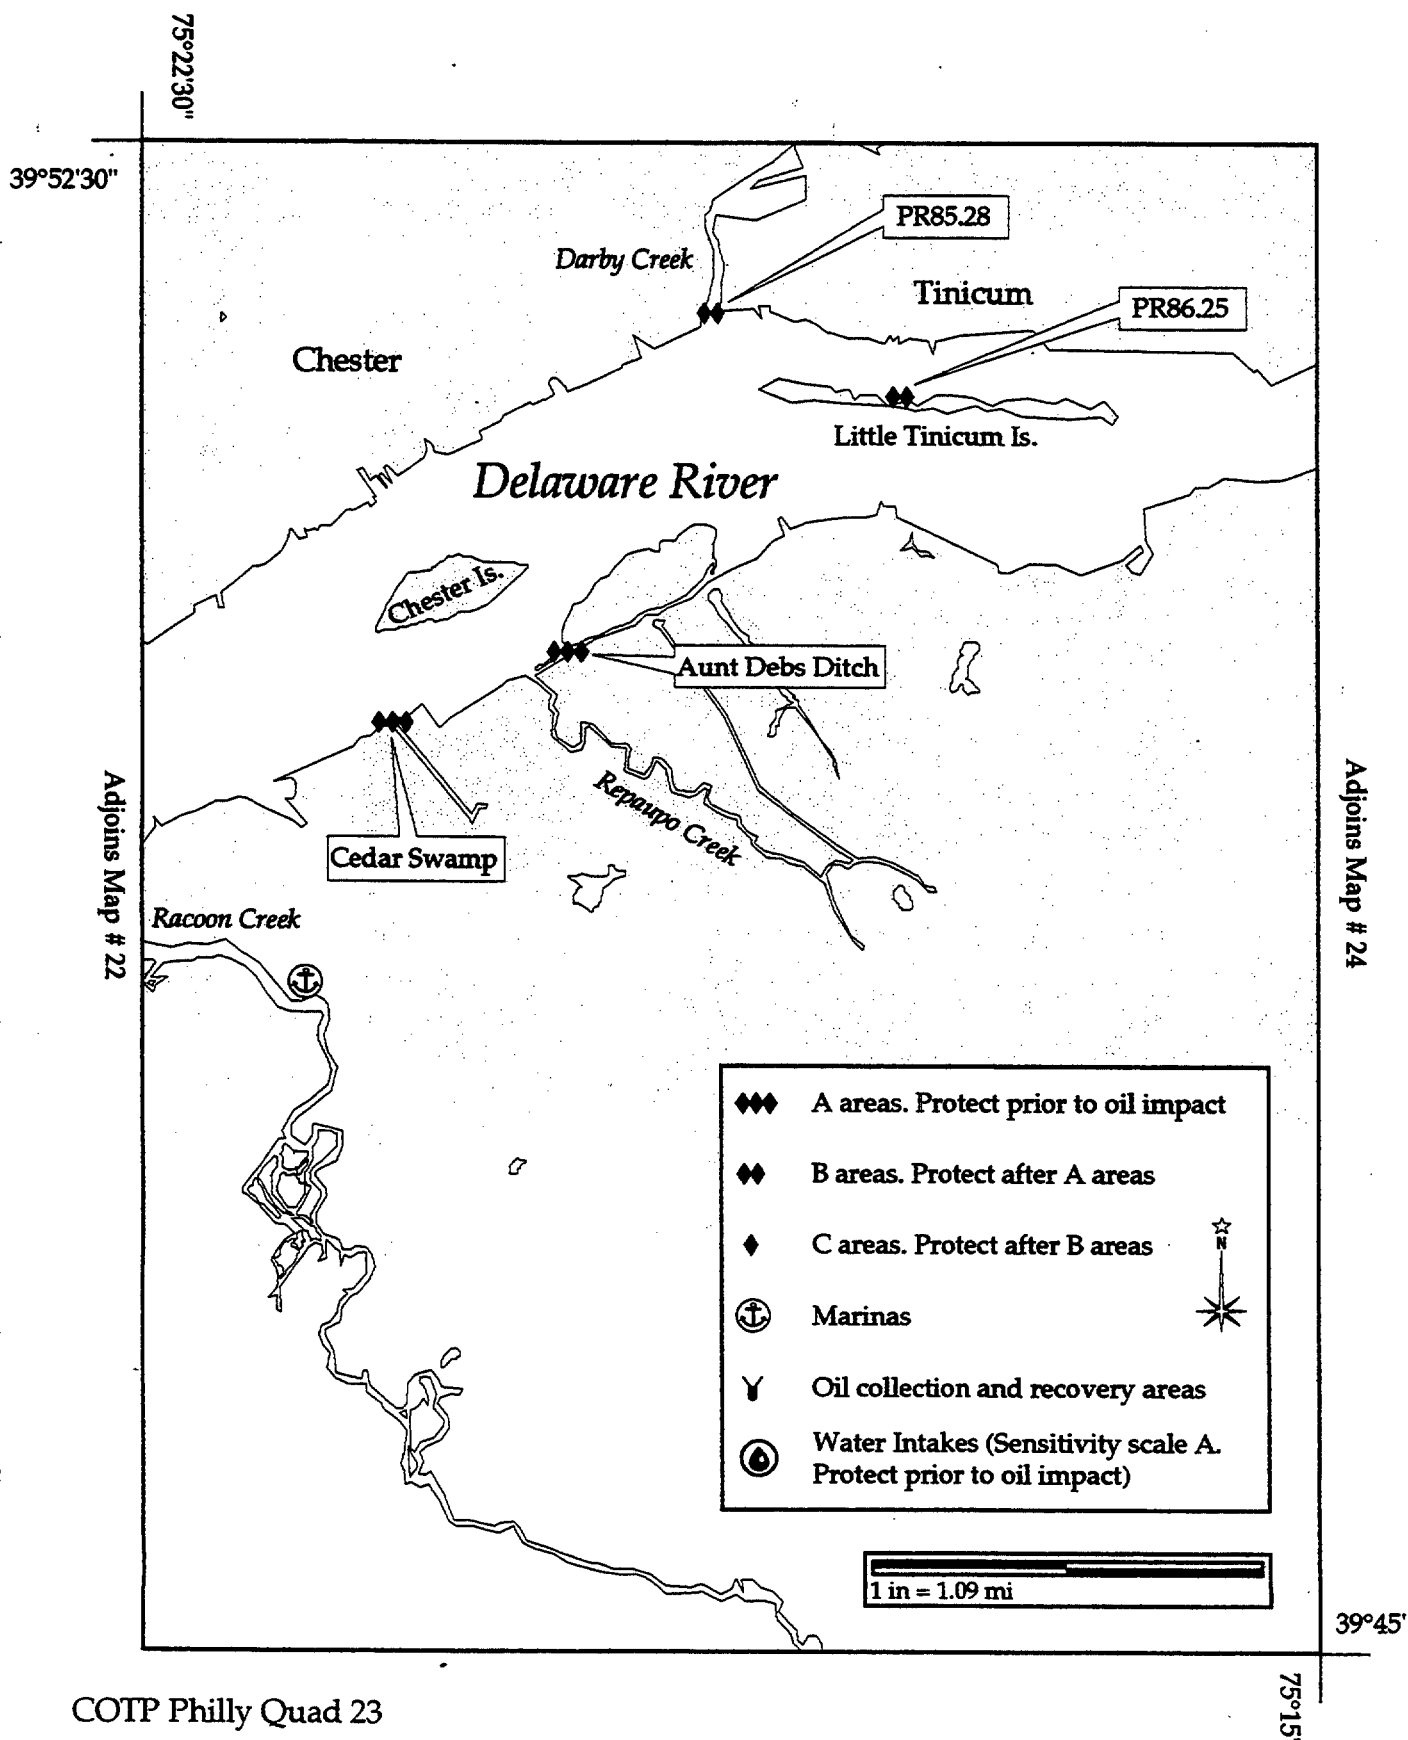 75°22'30"
39°52'30"
PR85.28
Darby Creek
Tinicum
PR86.25
Chester
Little Tinicum Is.
Delaware River
Chester Is.
Aunt Debs Ditch
Repaupo Creek
Cedar Swamp
Adjoins Map # 22
Adjoins Map # 24
Racoon Creek
A areas. Protect prior to oil impact
B areas. Protect after A areas
C areas. Protect after B areas
N
Marinas
Oil collection and recovery areas
Water Intakes (Sensitivity scale A.
Protect prior to oil impact)
1 in = 1.09 mi
39°45'
75°15'
COTP Philly Quad 23